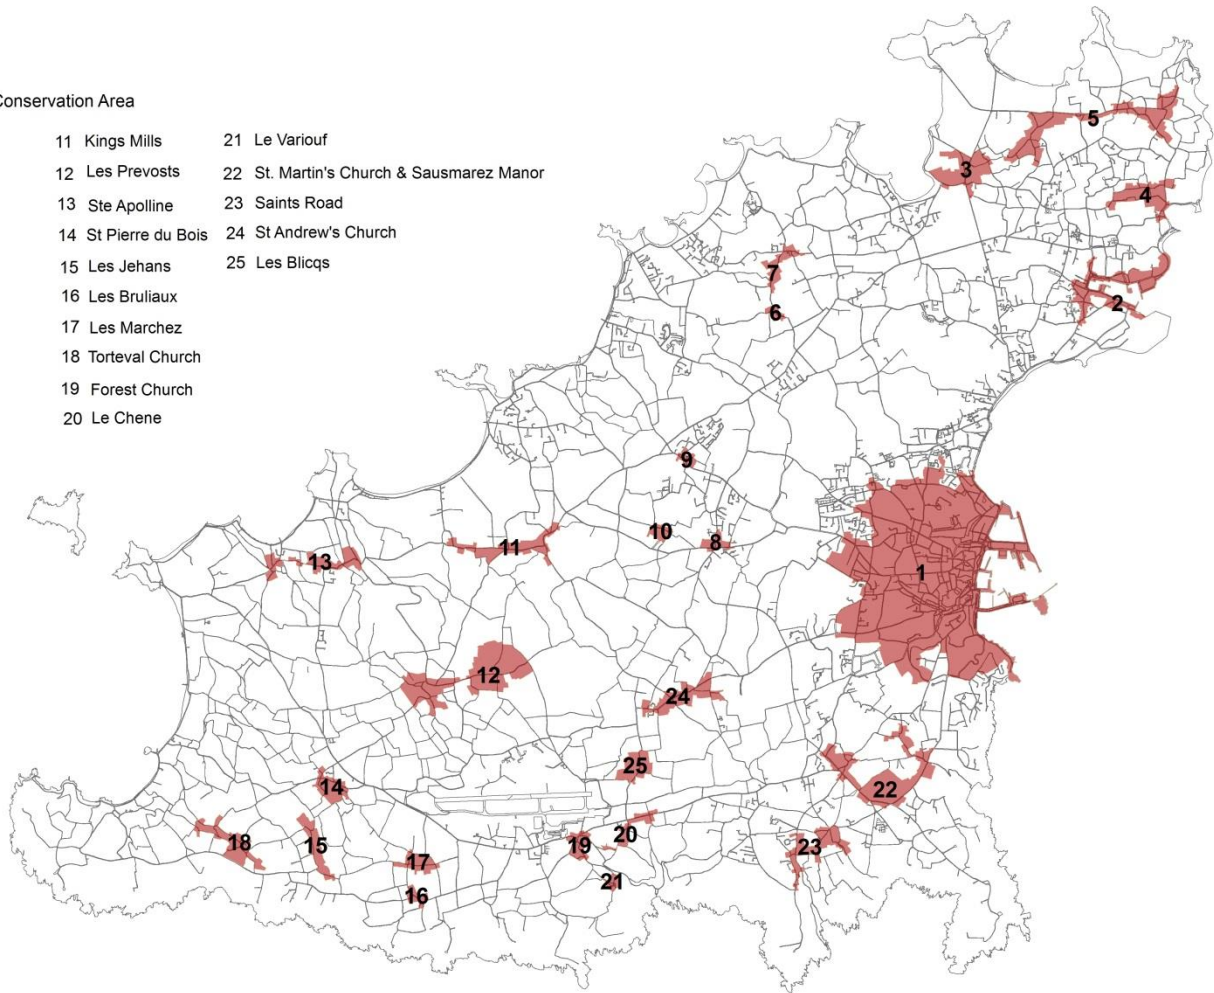 Conservation Area
11 Kings Mills
12 Les Prevosts
13 Ste Apolline
14 St Pierre du Bois
15 Les Jehans
16 Les Bruliaux
17 Les Marchez
18 Torteval Church
19 Forest Church
20 Le Chene
21 Le Variouf
22 St. Martin's Church & Sausmarez Manor
23 Saints Road
24 St Andrew's Church
25 Les Blicqs
5
3
4
7
2
6
9
10
8
11
13
1
12
24
25
14
22
20
18
15
19
23
17
21
16